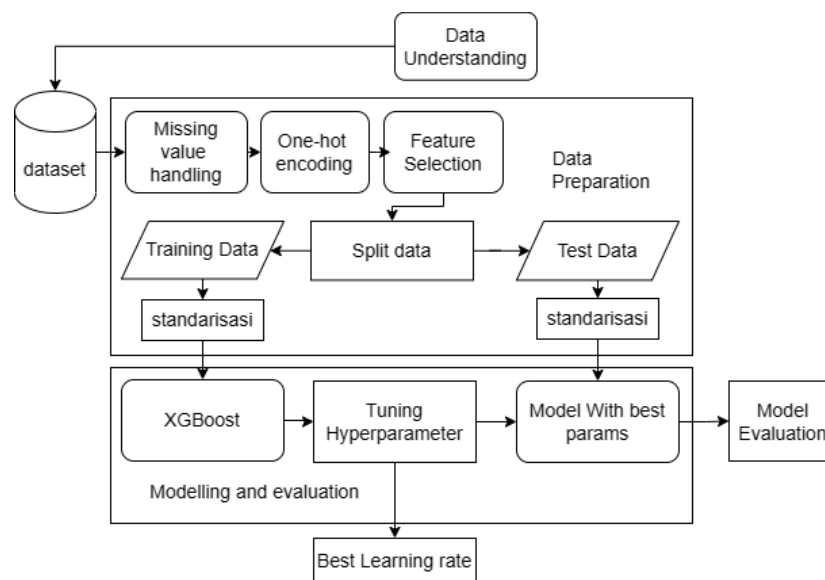 Data
Understanding
dataset
Missing
value
handling
One-hot
encoding
Feature
Selection
Data
Preparation
Training Data
Split data
Test Data
standarisasi
standarisasi
XGBoost
Tuning
Hyperparameter
Model With best
params
Model
Evaluation
Modelling and evaluation
Best Learning rate